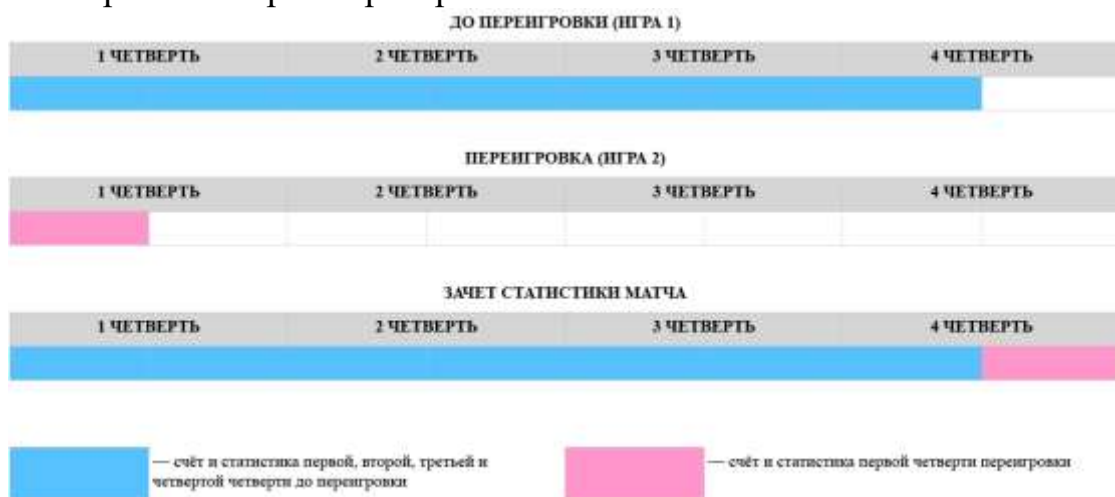 ДО ПЕРЕИГРОВКИ (ИГРА 1)
1 ЧЕТВЕРТЬ 2 ЧЕТВЕРТЬ 3 ЧЕТВЕРТЬ 4 ЧЕТВЕРТЬ
ПЕРЕИГРОВКА (ИГРА 2)
1 ЧЕТВЕРТЬ 2 ЧЕТВЕРТЬ 3 ЧЕТВЕРТЬ 4 ЧЕТВЕРТЬ
ЗАЧЕТ СТАТИСТИКИ МАТЧА
1 ЧЕТВЕРТЬ 2 ЧЕТВЕРТЬ 3 ЧЕТВЕРТЬ 4 ЧЕТВЕРТЬ
— счёт и статистика первой, второй, третьей и
четвертой четверти до переигровки
— счёт и статистика первой четверти переигровки